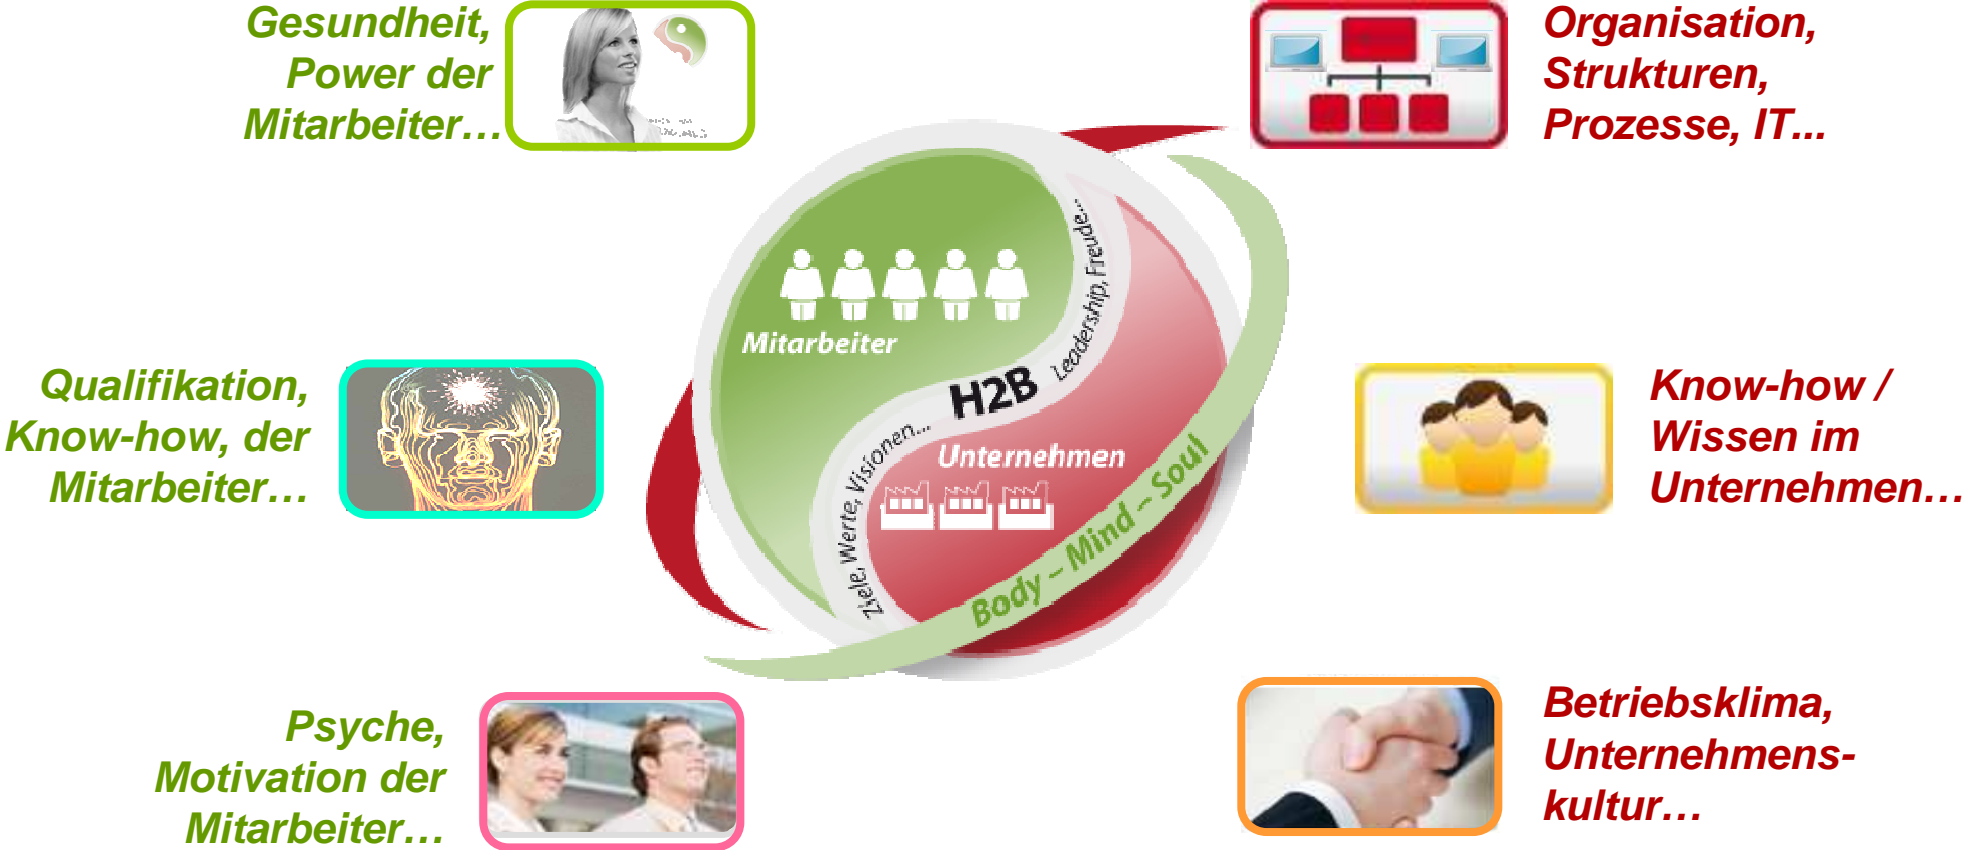 Gesundheit,
Power der
Mitarbeiter…
Organisation,
Strukturen,
Prozesse, IT...
Mitarbeiter
Leadership, Freude...
H2B
Ziele, Werte, Visionen...
Unternehmen
Body – Mind – Soul
Qualifikation,
Know-how, der
Mitarbeiter…
Know-how /
Wissen im
Unternehmen…
Psyche,
Motivation der
Mitarbeiter…
Betriebsklima,
Unternehmens-
kultur…